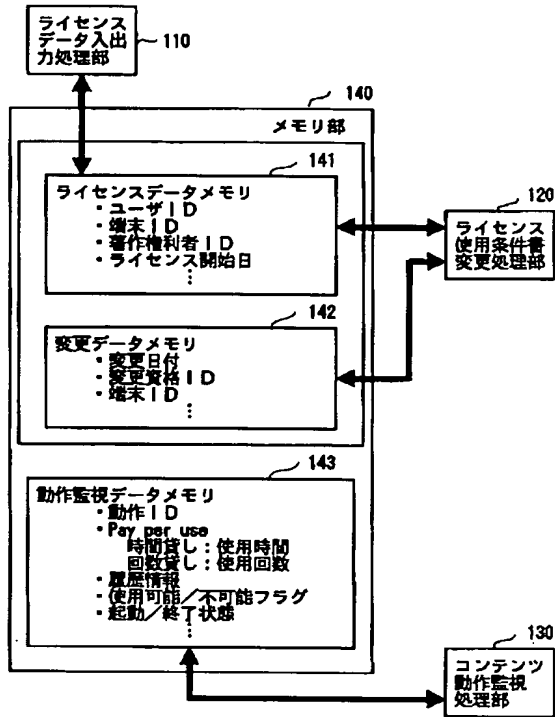 ライセンス
データ入出
力処理部
110
140
メモリ部
141
ライセンスデータメモリ
・ユーザID
・端末ID
・著作権利者ID
・ライセンス開始日
⋮
120
ライセンス
使用条件書
変更処理部
142
変更データメモリ
・変更日付
・変更資格ID
・端末ID
⋮
143
動作監視データメモリ
・動作ID
・Pay per use
時間貸し:使用時間
回数貸し:使用回数
・履歴情報
・使用可能/不可能フラグ
・起動/終了状態
⋮
130
コンテンツ
動作監視
処理部